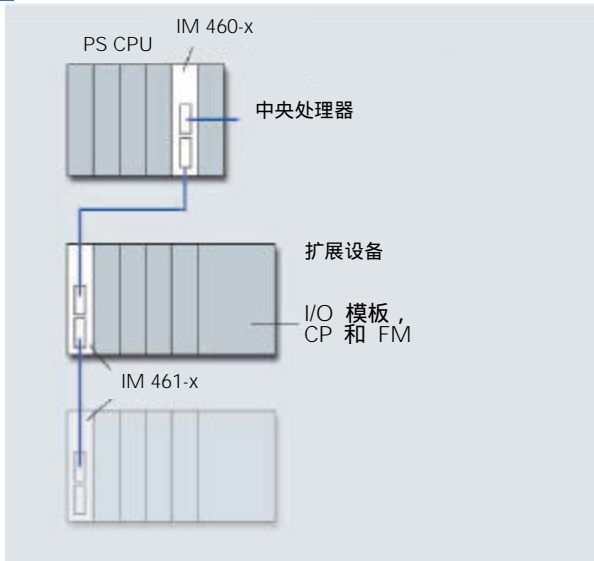 IM 460-x
PS CPU
中央处理器
扩展设备
I/O 模板，
CP 和 FM
IM 461-x